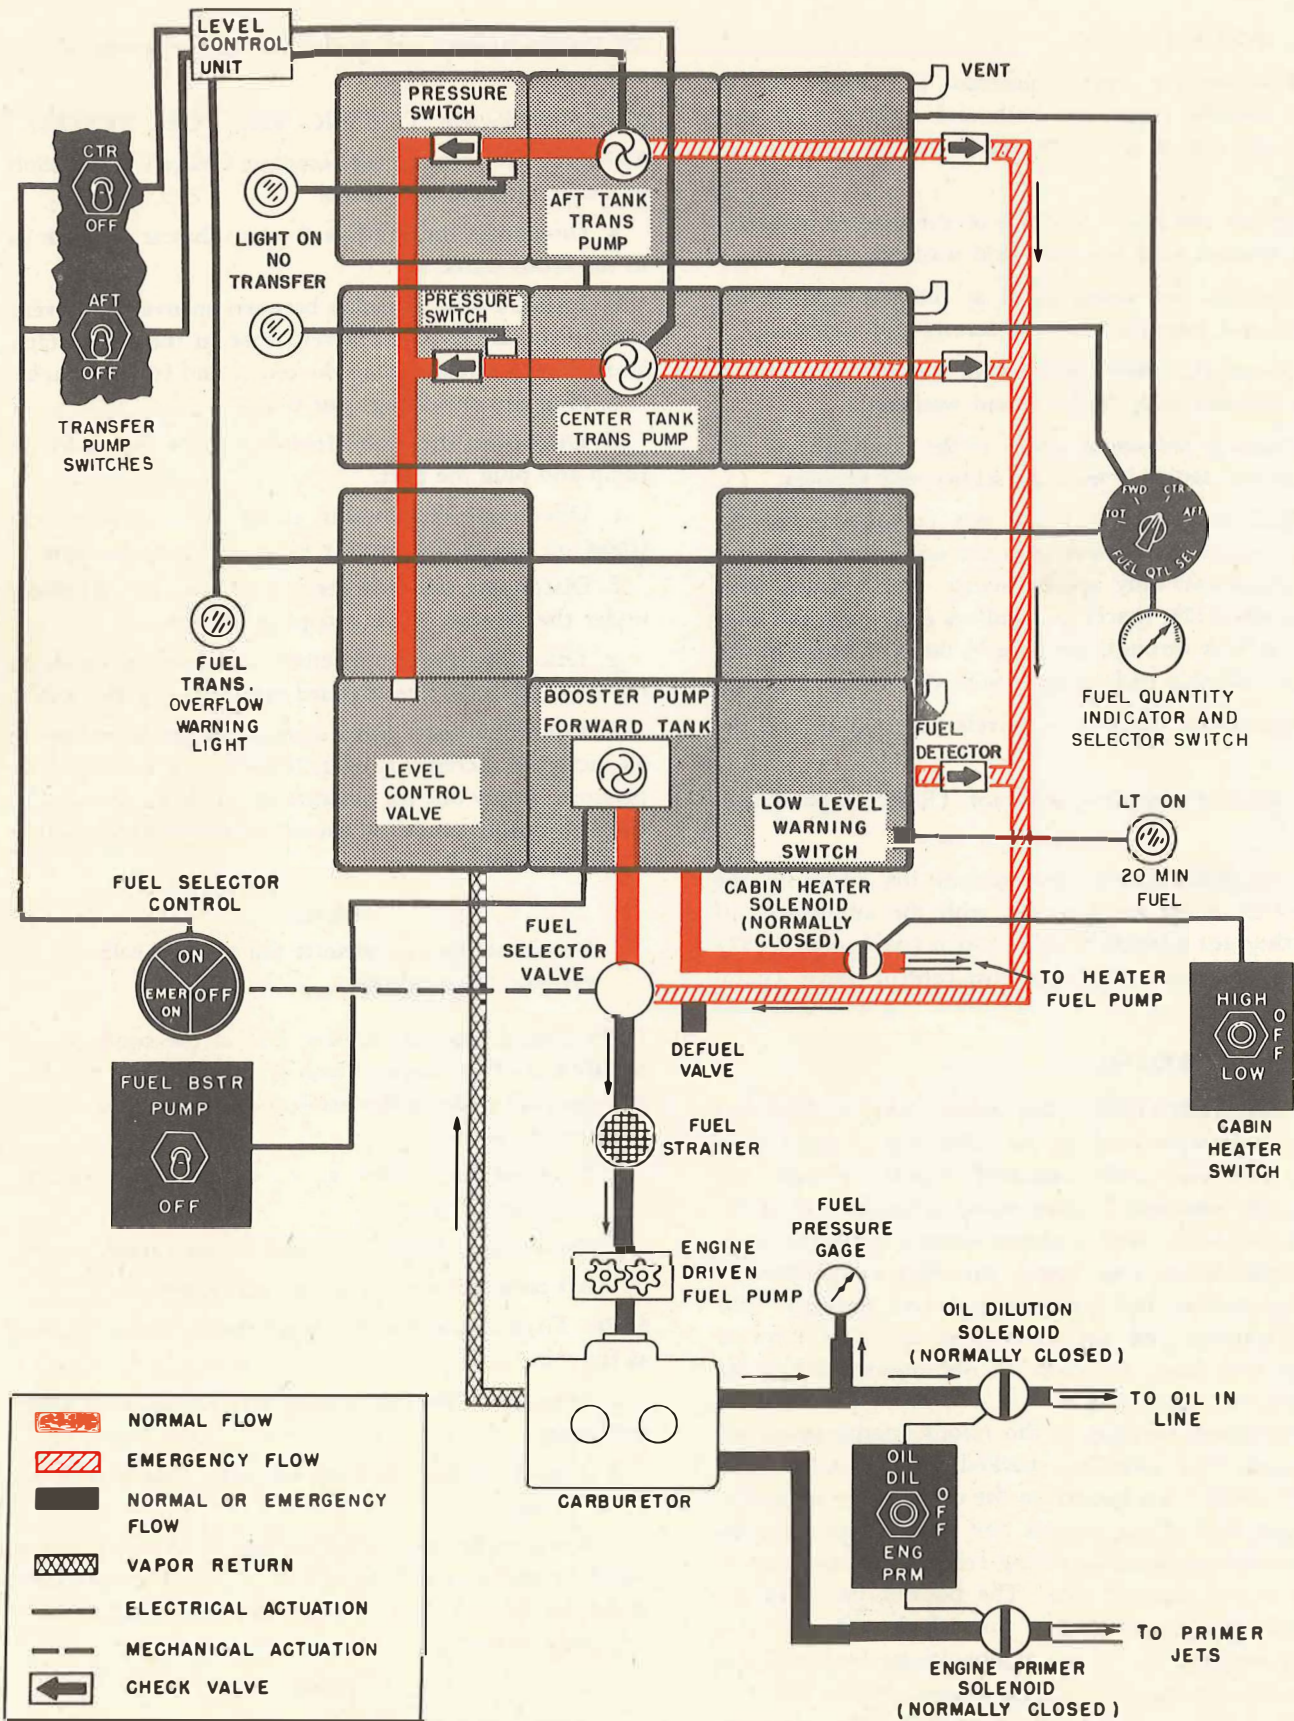 LEVEL
CONTROL
UNIT
VENT
PRESSURE
SWITCH
CTR
OFF
AFT
OFF
TRANSFER
PUMP
SWITCHES
LIGHT ON
NO
TRANSFER
AFT TANK
TRANS
PUMP
PRESSURE
SWITCH
CENTER TANK
TRANS PUMP
TOT
FWD
CTR
AFT
FUEL QTL SEL
FUEL QUANTITY
INDICATOR AND
SELECTOR SWITCH
FUEL
TRANS.
OVERFLOW
WARNING
LIGHT
BOOSTER PUMP
FORWARD TANK
LEVEL
CONTROL
VALVE
FUEL
DETECTOR
LOW LEVEL
WARNING
SWITCH
LT ON
20 MIN
FUEL
FUEL SELECTOR
CONTROL
ON
EMER
ON
OFF
FUEL
SELECTOR
VALVE
CABIN HEATER
SOLENOID
(NORMALLY
CLOSED)
TO HEATER
FUEL PUMP
HIGH
OFF
LOW
CABIN
HEATER
SWITCH
DEFUEL
VALVE
FUEL BSTR
PUMP
OFF
FUEL
STRAINER
ENGINE
DRIVEN
FUEL PUMP
FUEL
PRESSURE
GAGE
OIL DILUTION
SOLENOID
(NORMALLY CLOSED)
TO OIL IN
LINE
CARBURETOR
OIL
DIL
OFF
ENG
PRM
TO PRIMER
JETS
ENGINE PRIMER
SOLENOID
(NORMALLY CLOSED)
NORMAL FLOW
EMERGENCY FLOW
NORMAL OR EMERGENCY
FLOW
VAPOR RETURN
ELECTRICAL ACTUATION
MECHANICAL ACTUATION
CHECK VALVE